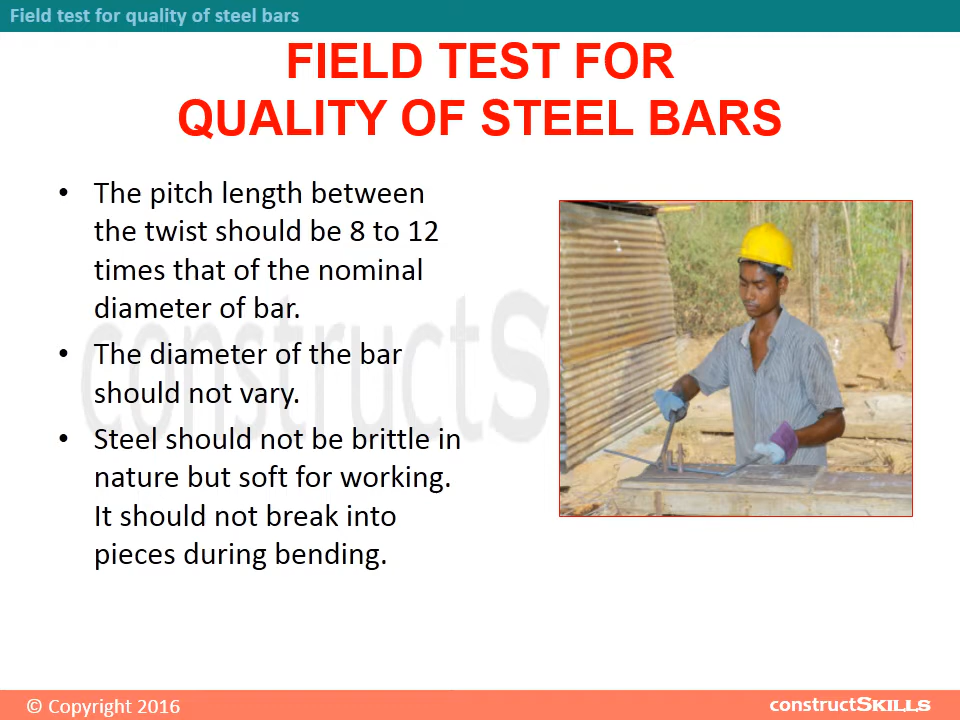 Field test for quality of steel bars
FIELD TEST FOR
QUALITY OF STEEL BARS
• The pitch length between
the twist should be 8 to 12
times that of the nominal
diameter of bar.
• The diameter of the bar
should not vary.
• Steel should not be brittle in
nature but soft for working.
It should not break into
pieces during bending.
constructS
© Copyright 2016
constructSKILLS